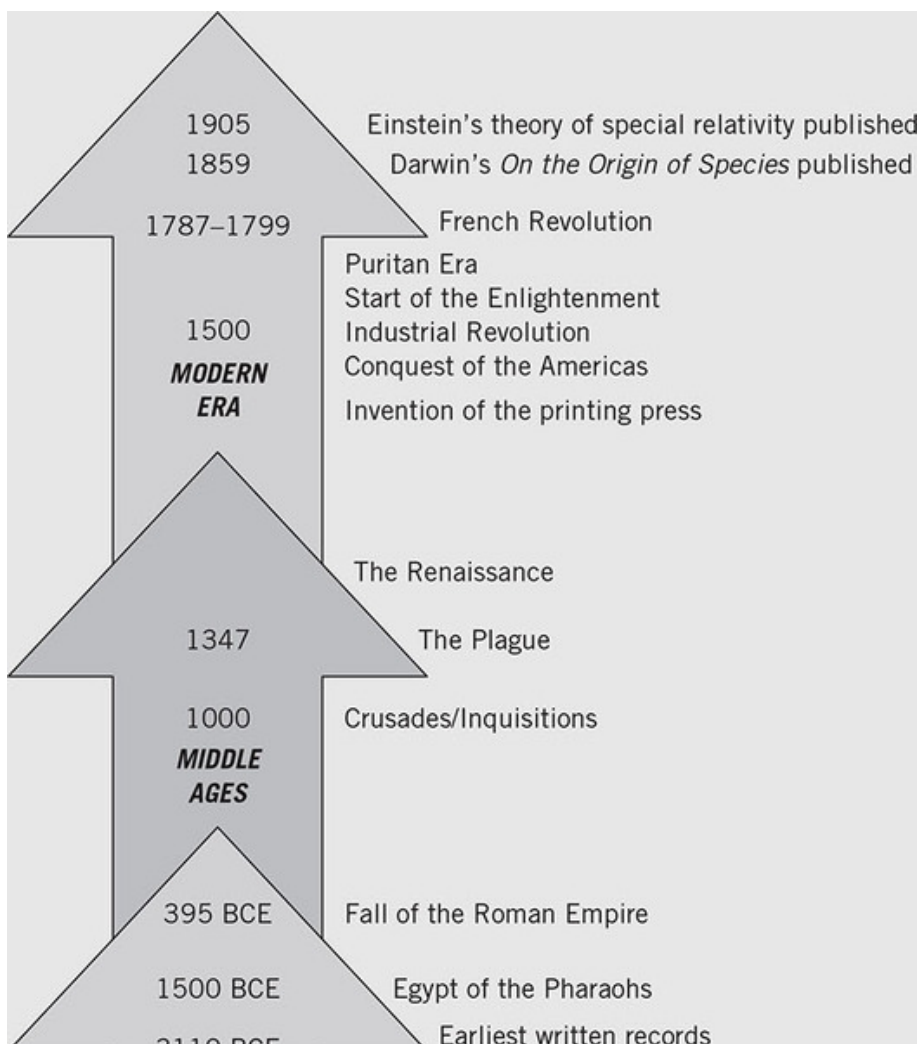 1905 Einstein's theory of special relativity published
1859 Darwin's On the Origin of Species published
1787–1799 French Revolution
Puritan Era
Start of the Enlightenment
1500 Industrial Revolution
Conquest of the Americas
MODERN
ERA
Invention of the printing press
The Renaissance
1347 The Plague
1000 Crusades/Inquisitions
MIDDLE
AGES
395 BCE Fall of the Roman Empire
1500 BCE Egypt of the Pharaohs
Earliest written records